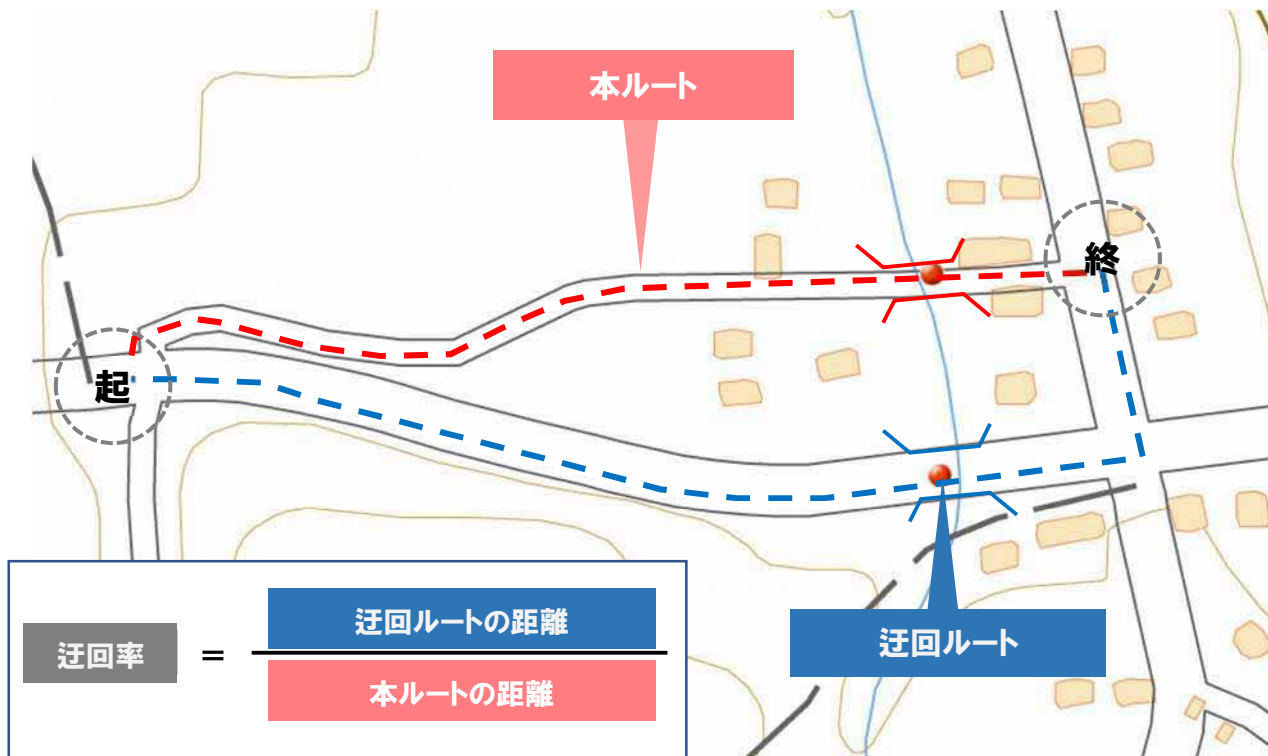 本ルート
終
起
迂回ルート
迂回率 = 迂回ルートの距離
本ルートの距離